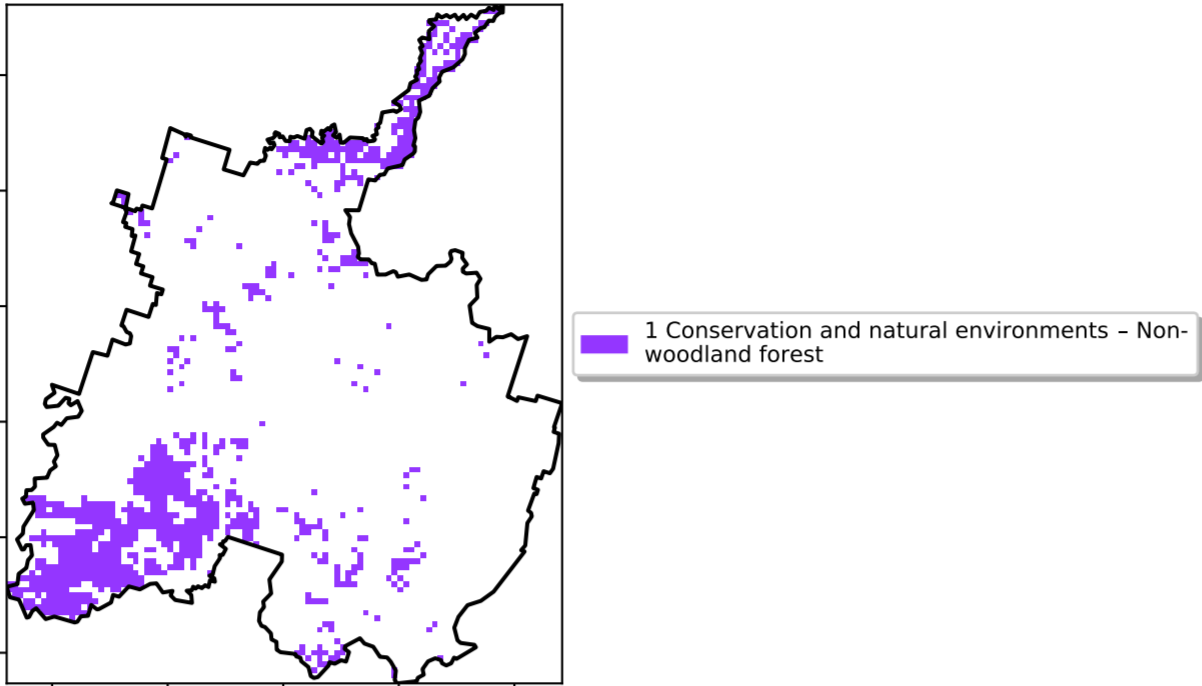 1 Conservation and natural environments – Non-
woodland forest